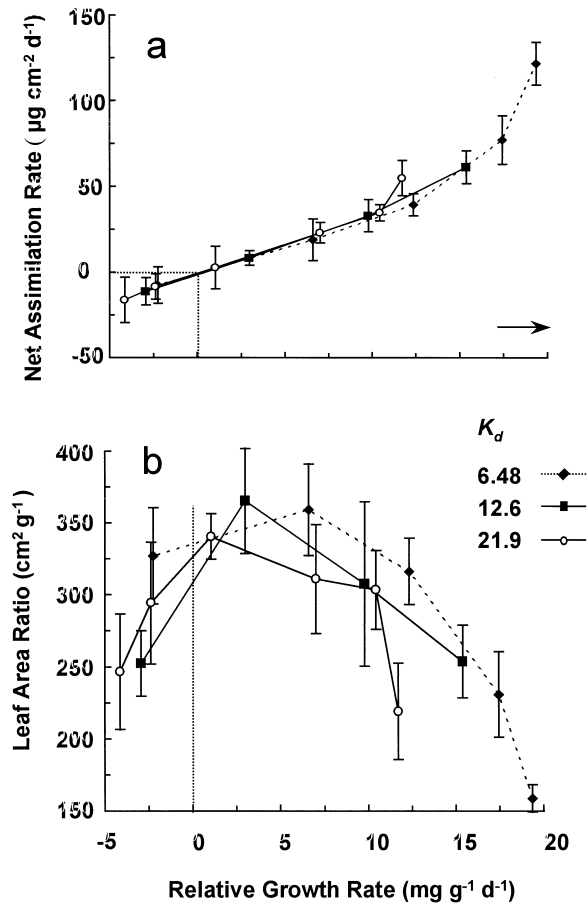 a
Net Assimilation Rate ( µg cm-2 d-1)
150
100
50
0
-50
b
Leaf Area Ratio (cm2 g-1)
400
350
300
250
200
150
Kd
6.48
12.6
21.9
-5 0 5 10 15 20
Relative Growth Rate (mg g-1 d-1)